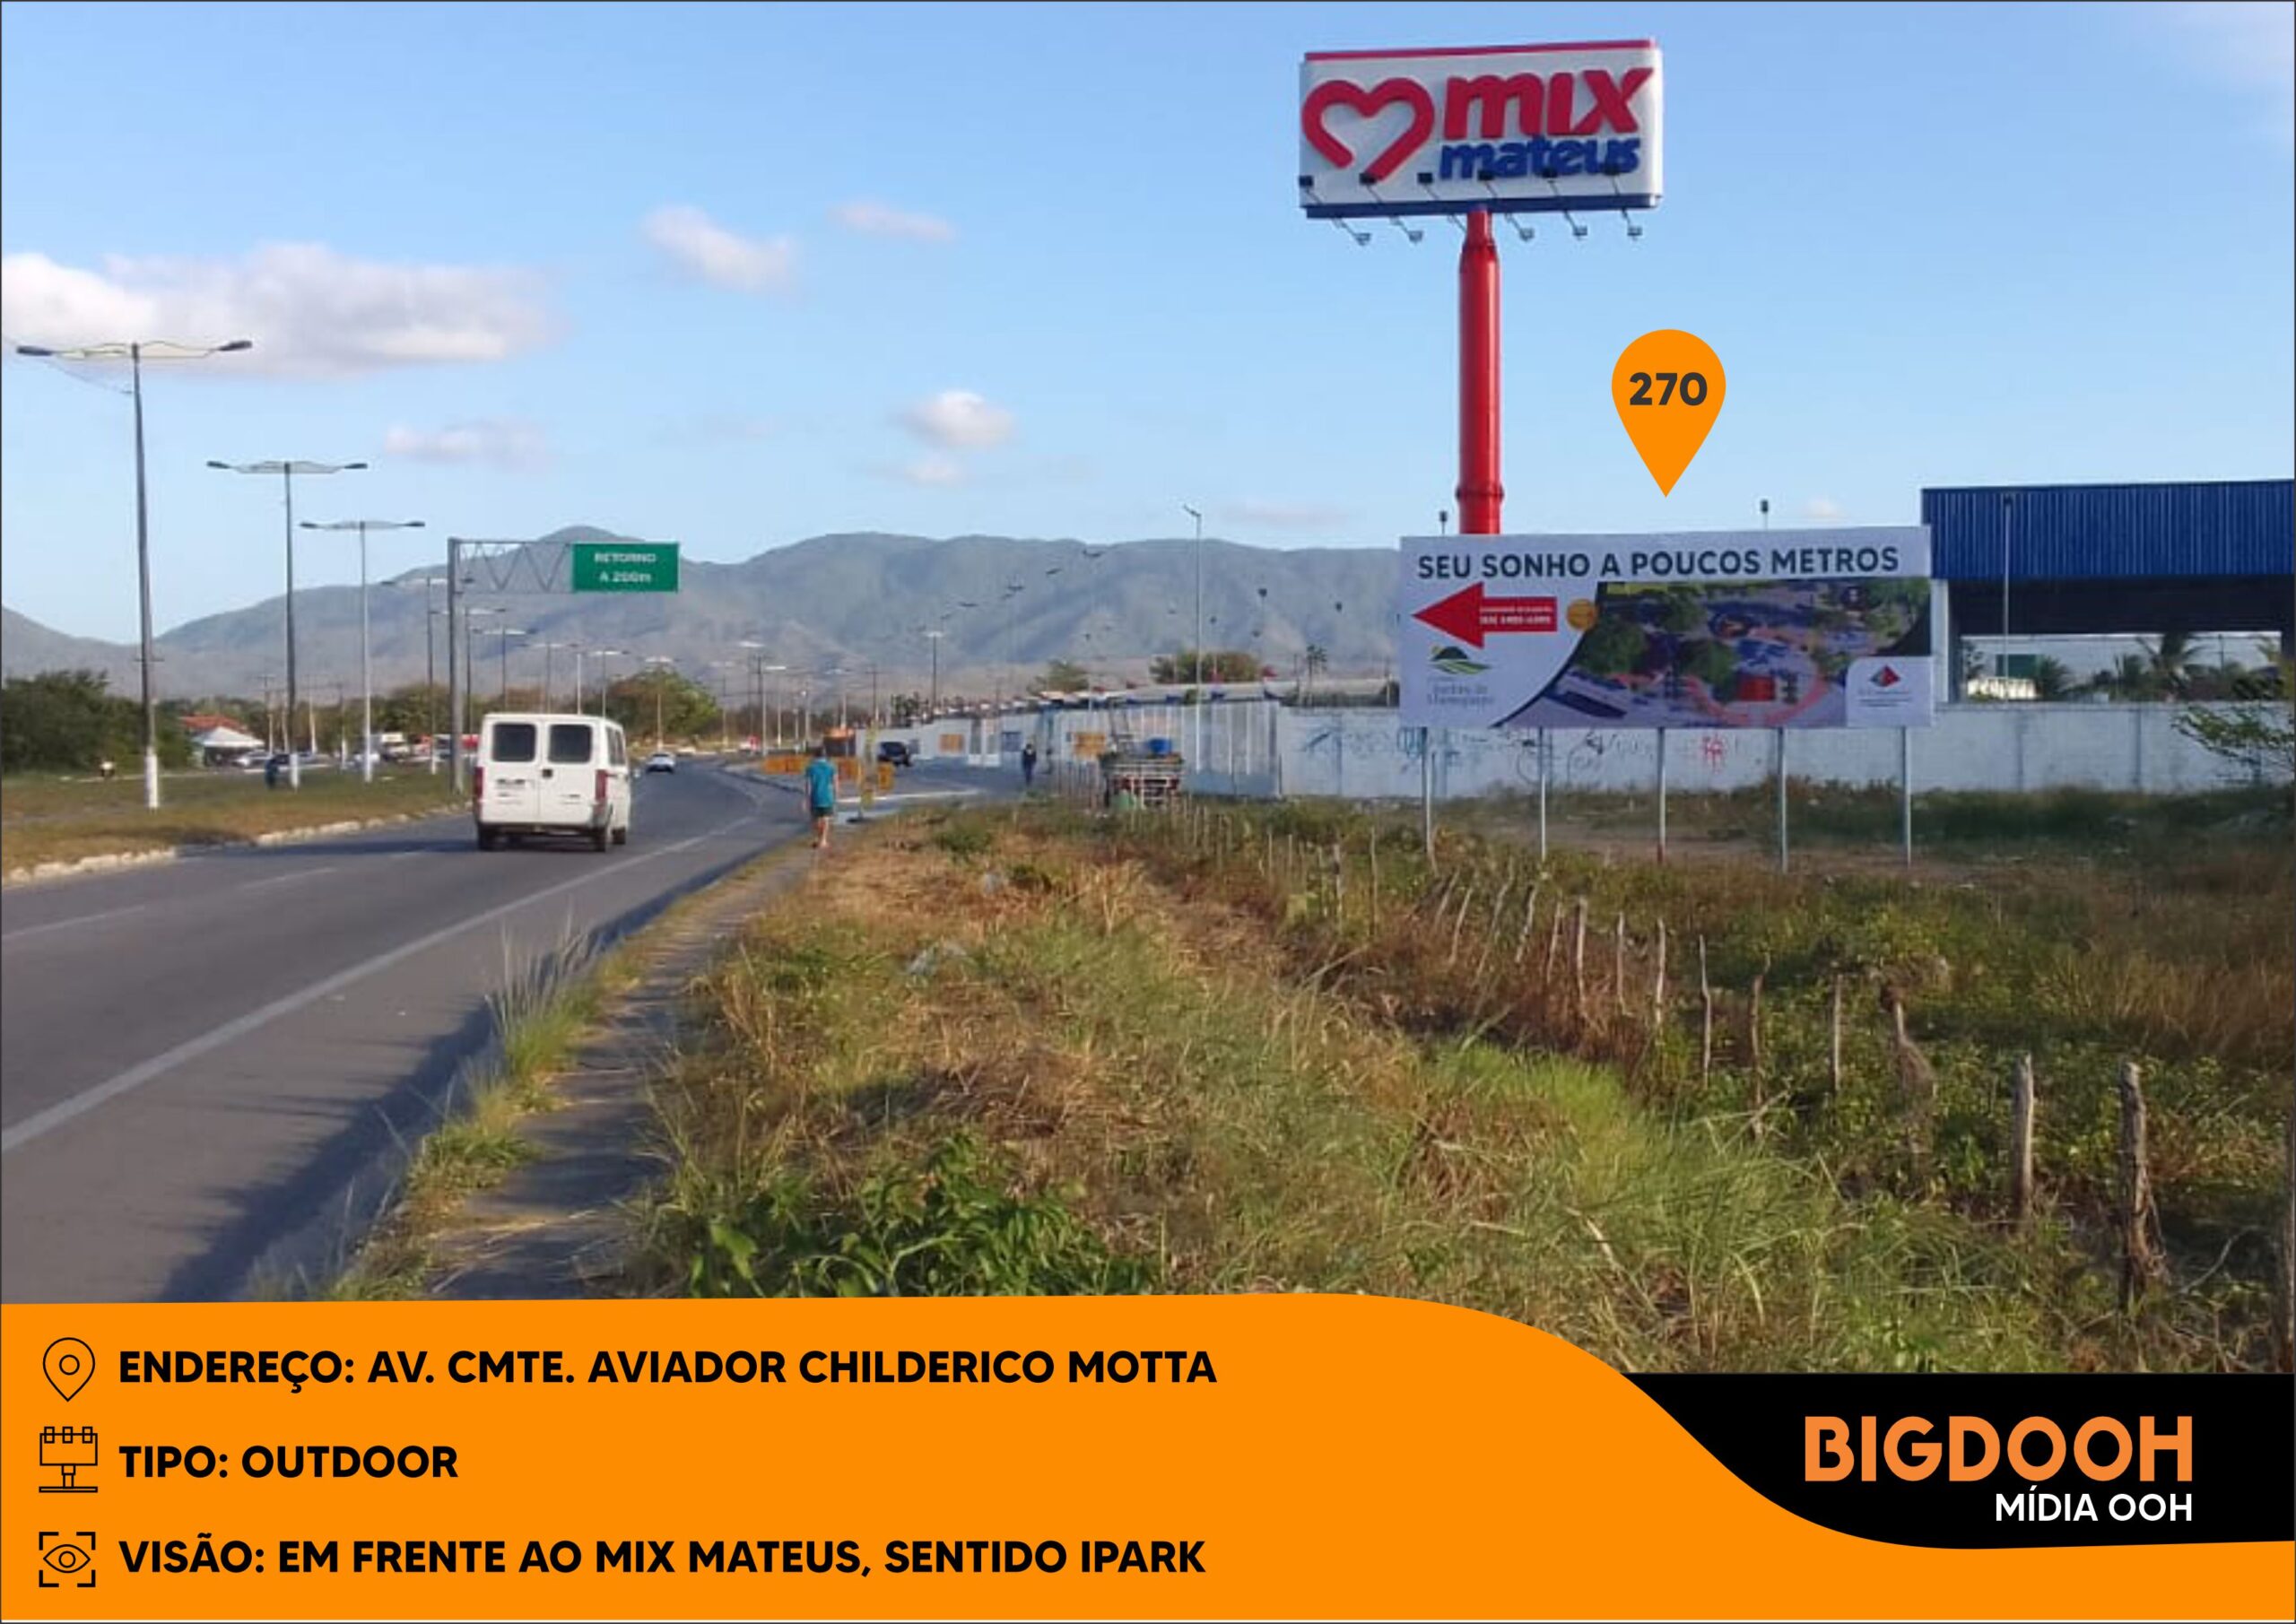 mix
mateus
270
RETORNO
A 200m
SEU SONHO A POUCOS METROS
ENDEREÇO: AV. CMTE. AVIADOR CHILDERICO MOTTA
TIPO: OUTDOOR
VISÃO: EM FRENTE AO MIX MATEUS, SENTIDO IPARK
BIGDOOH
MÍDIA OOH